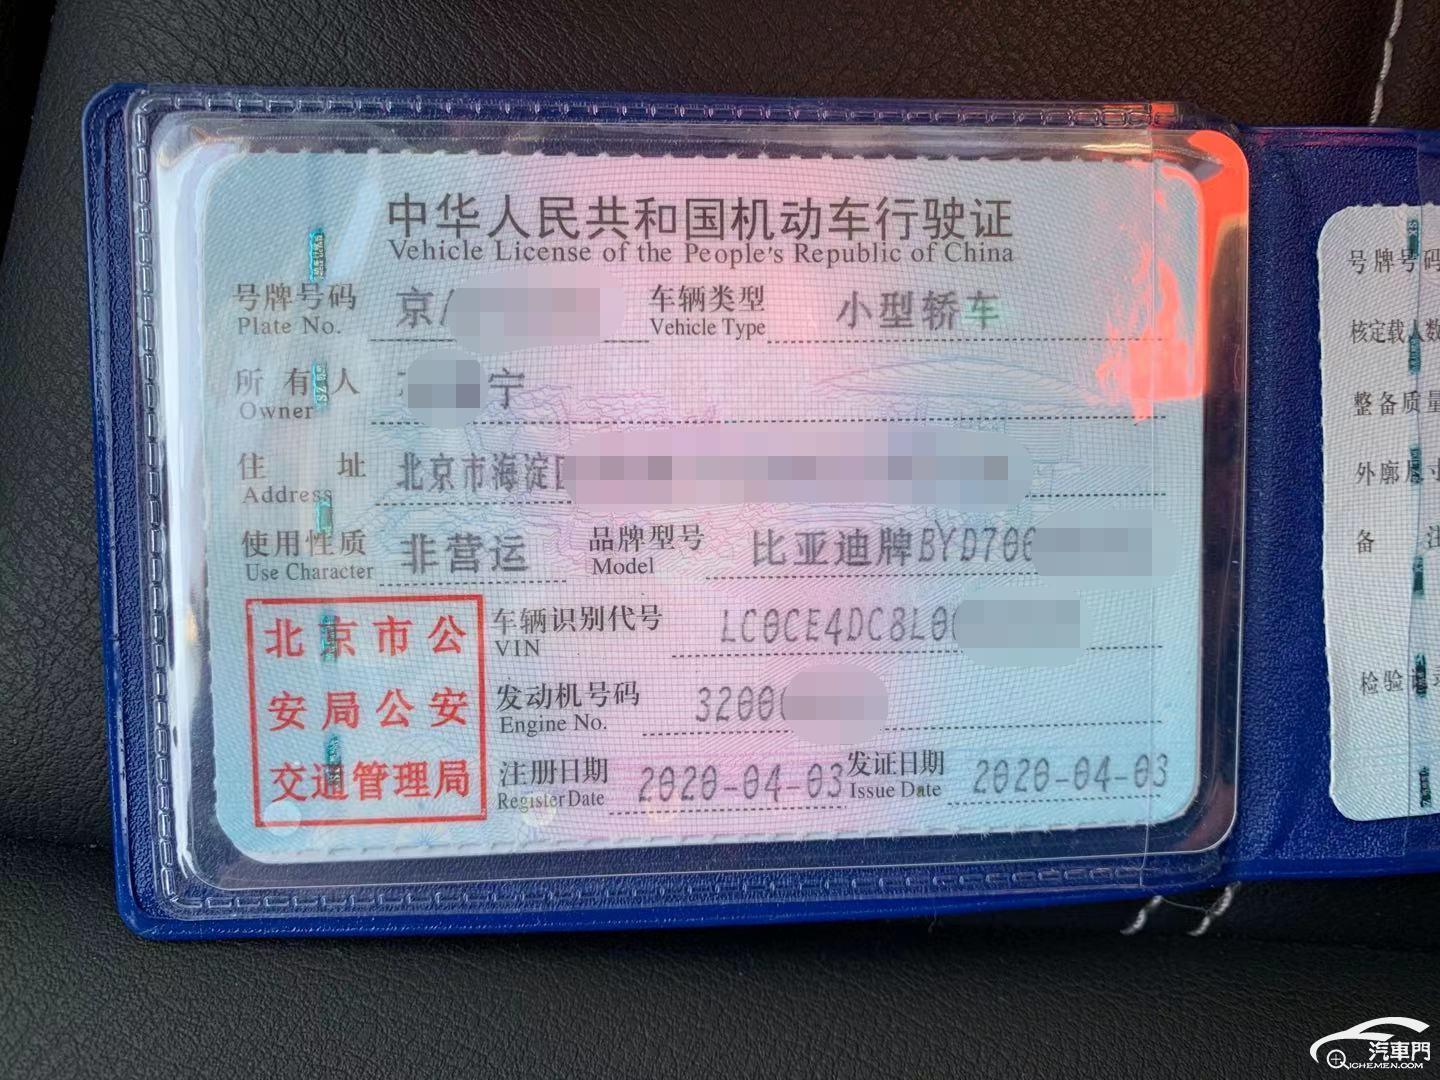 中华人民共和国机动车行驶证
Vehicle License of the People's Republic of China
号牌号码 京 车辆类型 小型轿车
Plate No. Vehicle Type
所有人 宁
Owner
住址 北京市海淀
Address
使用性质 非营运 品牌型号 比亚迪牌BYD700
Use Character Model
车辆识别代号 LC0CE4DC8L0
VIN
发动机号码 3200
Engine No.
注册日期 2020-04-03 发证日期 2020-04-03
Register Date Issue Date
北京市公
安局公安
交通管理局
号牌号码
核定载人数
整备质量
外廓尺寸
备注
检验记录
汽車門
QICHEMEN.COM